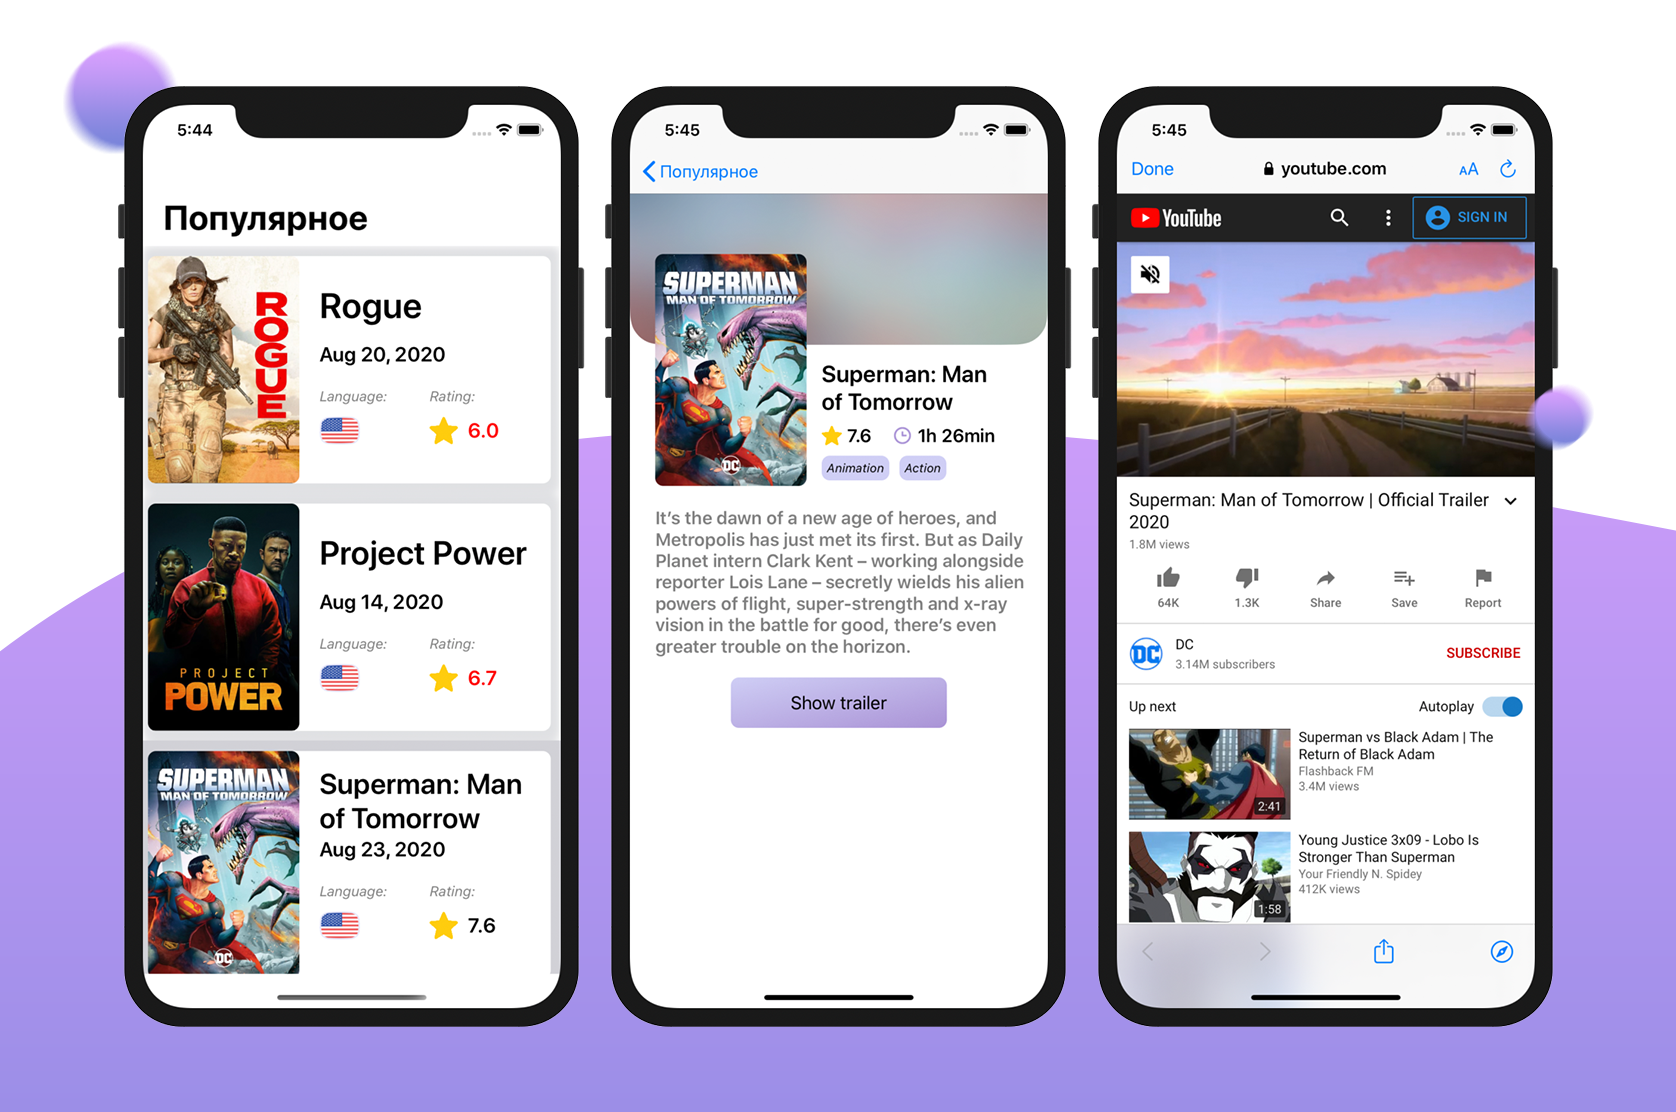 5:44
Популярное
ROGUE
Rogue
Aug 20, 2020
Language:
Rating:
6.0
PROJECT
POWER
Project Power
Aug 14, 2020
Language:
Rating:
6.7
SUPERMAN
MAN OF TOMORROW
DC
Superman: Man
of Tomorrow
Aug 23, 2020
Language:
Rating:
7.6
5:45
Популярное
SUPERMAN
MAN OF TOMORROW
DC
Superman: Man
of Tomorrow
7.6
1h 26min
Animation
Action
It’s the dawn of a new age of heroes, and
Metropolis has just met its first. But as Daily
Planet intern Clark Kent – working alongside
reporter Lois Lane – secretly wields his alien
powers of flight, super-strength and x-ray
vision in the battle for good, there’s even
greater trouble on the horizon.
Show trailer
5:45
Done
youtube.com
AA
YouTube
SIGN IN
Superman: Man of Tomorrow | Official Trailer
2020
1.8M views
64K
1.3K
Share
Save
Report
DC
DC
3.14M subscribers
SUBSCRIBE
Up next
Autoplay
Superman vs Black Adam | The
Return of Black Adam
Flashback FM
3.4M views
2:41
Young Justice 3x09 - Lobo Is
Stronger Than Superman
Your Friendly N. Spidey
412K views
1:58